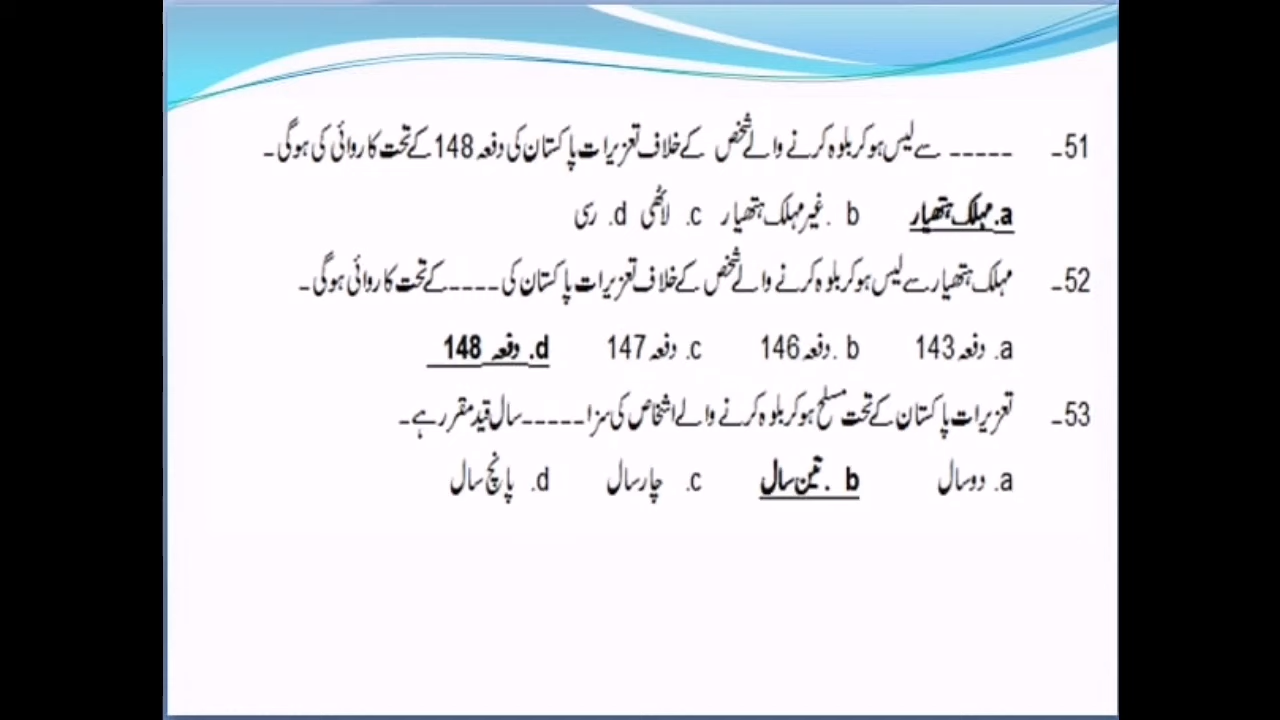 51۔ ----- سے لیس ہو کر بلوہ کرنے والے شخص کے خلاف تعزیرات پاکستان کی دفعہ 148 کے تحت کاروائی کی ہوگی۔
a. مہلک ہتھیار b. غیر مہلک ہتھیار c. لاٹھی d. رسی
52۔ مہلک ہتھیار سے لیس ہو کر بلوہ کرنے والے شخص کے خلاف تعزیرات پاکستان کی ----کے تحت کاروائی ہوگی۔
a. دفعہ 143 b. دفعہ 146 c. دفعہ 147 d. دفعہ 148
53۔ تعزیرات پاکستان کے تحت مسلح ہو کر بلوہ کرنے والے اشخاص کی سزا -----سال قید مقرر ہے۔
a. دو سال b. تین سال c. چار سال d. پانچ سال